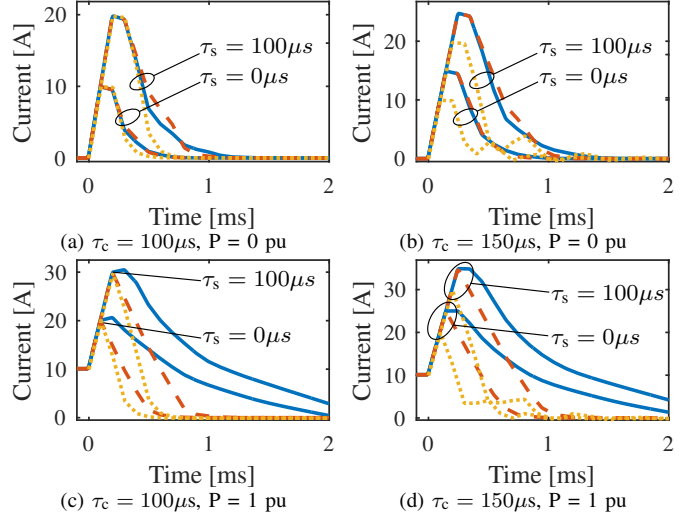 Current [A]
20
10
0
τs = 100μs
τs = 0μs
0 1 2
Time [ms]
(a) τc = 100μs, P = 0 pu
Current [A]
20
10
0
τs = 100μs
τs = 0μs
0 1 2
Time [ms]
(b) τc = 150μs, P = 0 pu
Current [A]
30
20
10
0
τs = 100μs
τs = 0μs
0 1 2
Time [ms]
(c) τc = 100μs, P = 1 pu
Current [A]
30
20
10
0
τs = 100μs
τs = 0μs
0 1 2
Time [ms]
(d) τc = 150μs, P = 1 pu